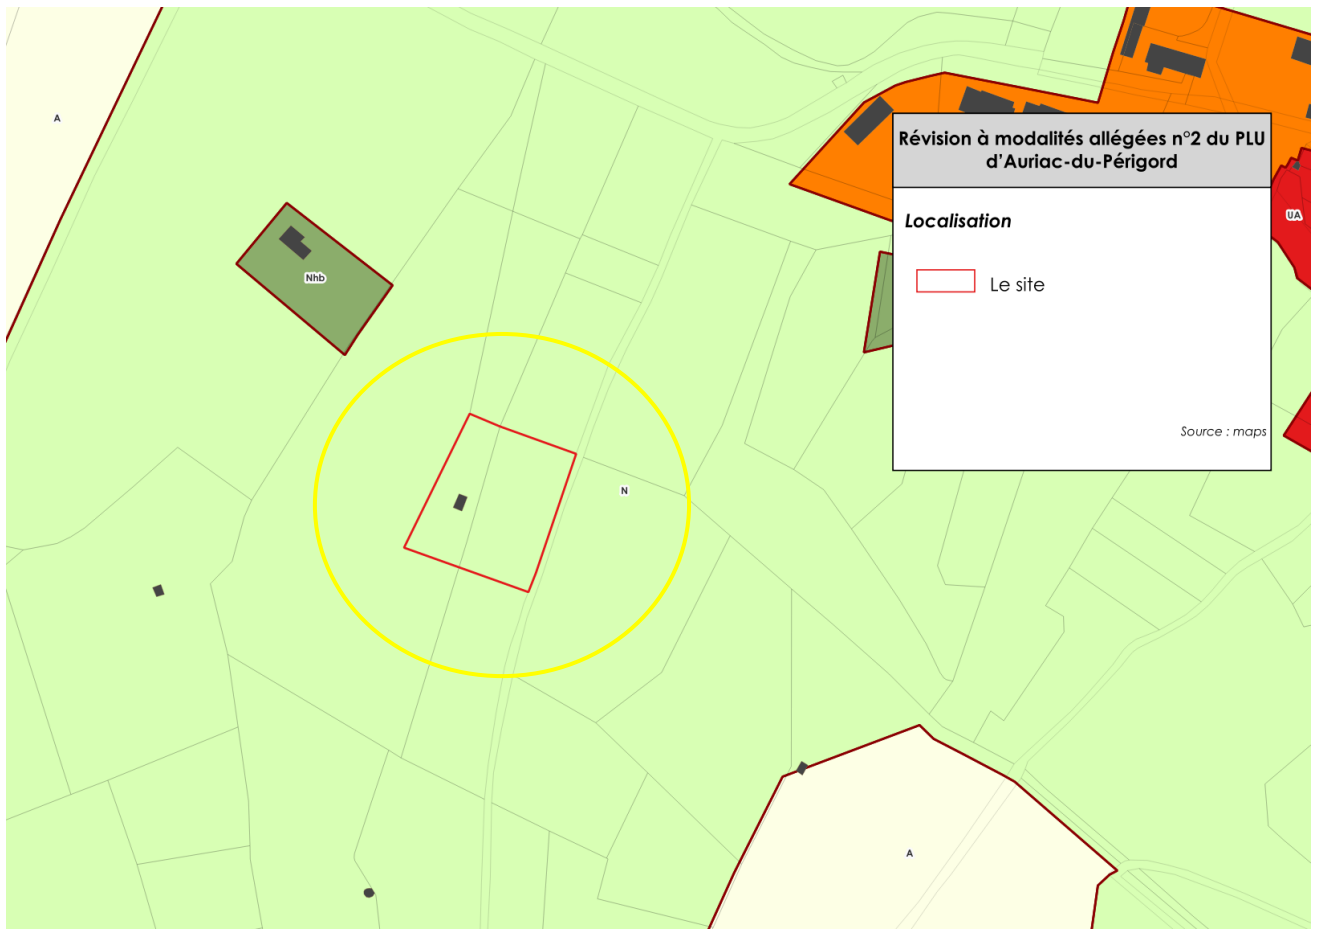 A
Révision à modalités allégées n°2 du PLU
d'Auriac-du-Périgord
Localisation
Le site
Source : maps
UA
Nhb
N
A